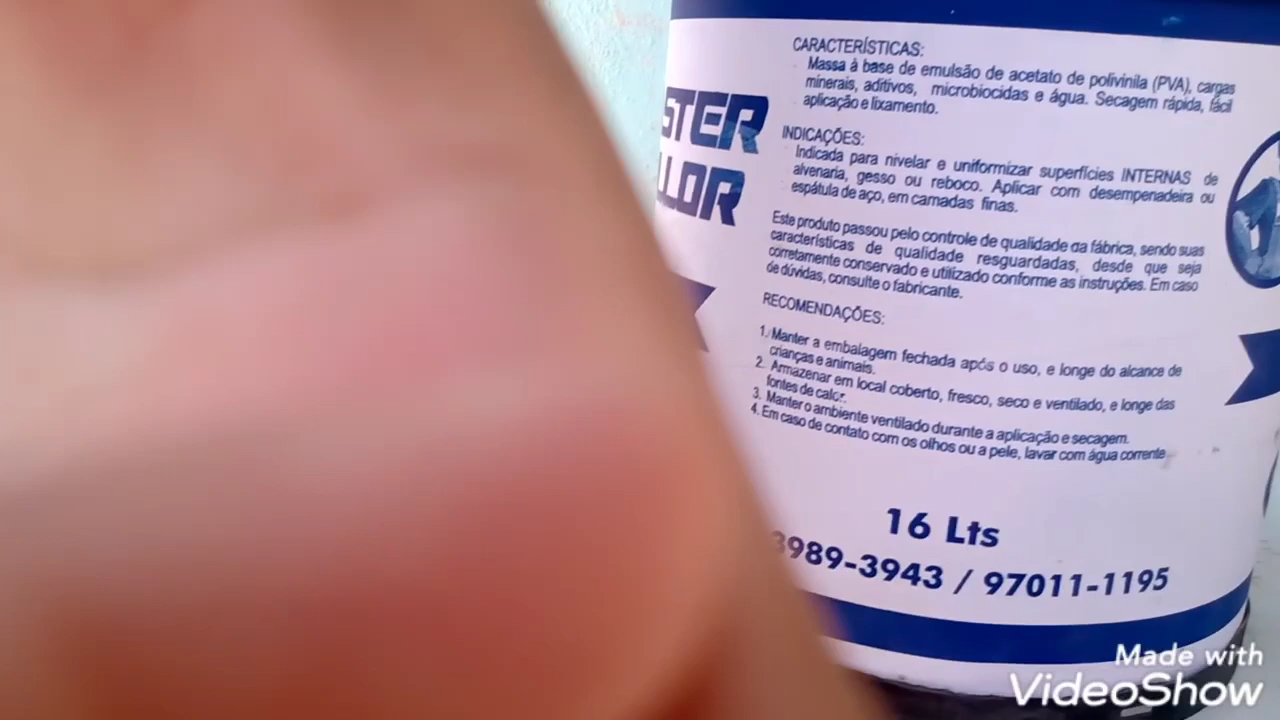 STER
LLOR
CARACTERÍSTICAS:
Massa à base de emulsão de acetato de polivinila (PVA), cargas
minerais, aditivos, microbiocidas e água. Secagem rápida, fácil
aplicação e lixamento.
INDICAÇÕES:
Indicada para nivelar e uniformizar superfícies INTERNAS de
alvenaria, gesso ou reboco. Aplicar com desempenadeira ou
espátula de aço, em camadas finas.
Este produto passou pelo controle de qualidade da fábrica, sendo suas
características de qualidade resguardadas, desde que seja
corretamente conservado e utilizado conforme as instruções. Em caso
de dúvidas, consulte o fabricante.
RECOMENDAÇÕES:
1. Manter a embalagem fechada após o uso, e longe do alcance de
crianças e animais.
2. Armazenar em local coberto, fresco, seco e ventilado, e longe das
fontes de calor.
3. Manter o ambiente ventilado durante a aplicação e secagem.
4. Em caso de contato com os olhos ou a pele, lavar com água corrente
16 Lts
3989-3943 / 97011-1195
Made with
VideoShow